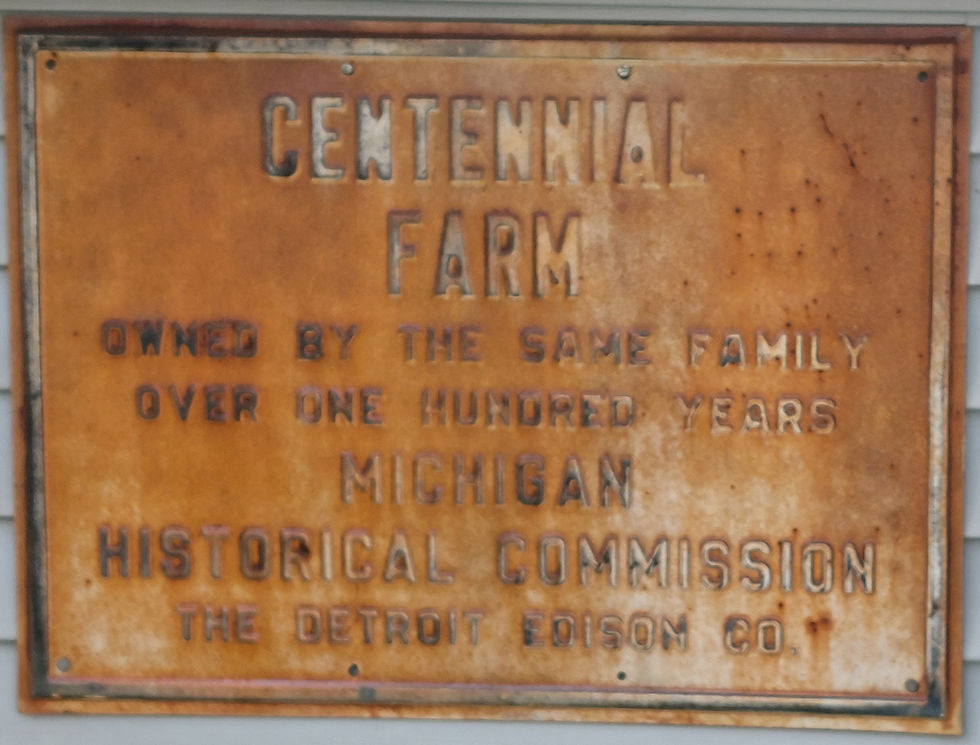 CENTENNIAL
FARM
OWNED BY THE SAME FAMILY
OVER ONE HUNDRED YEARS
MICHIGAN
HISTORICAL COMMISSION
THE DETROIT EDISON CO.